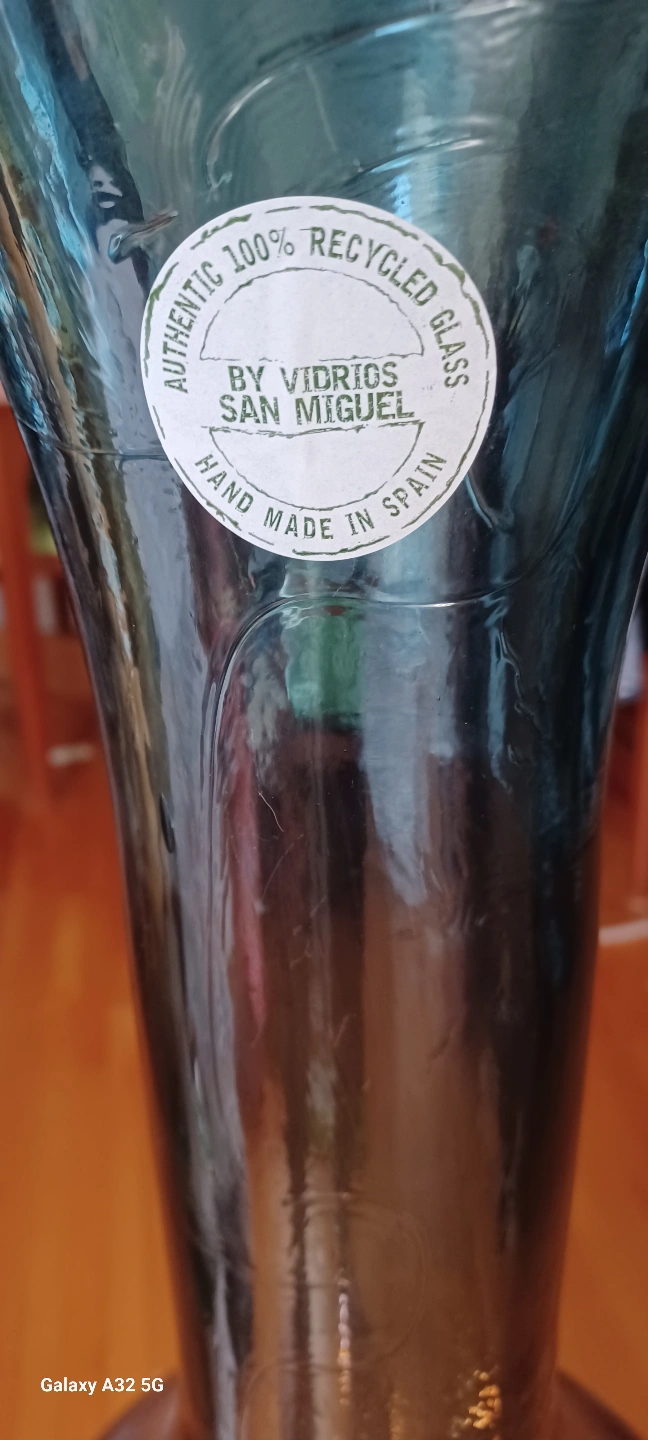 AUTHENTIC 100% RECYCLED GLASS
BY VIDRIOS
SAN MIGUEL
HAND MADE IN SPAIN
Galaxy A32 5G